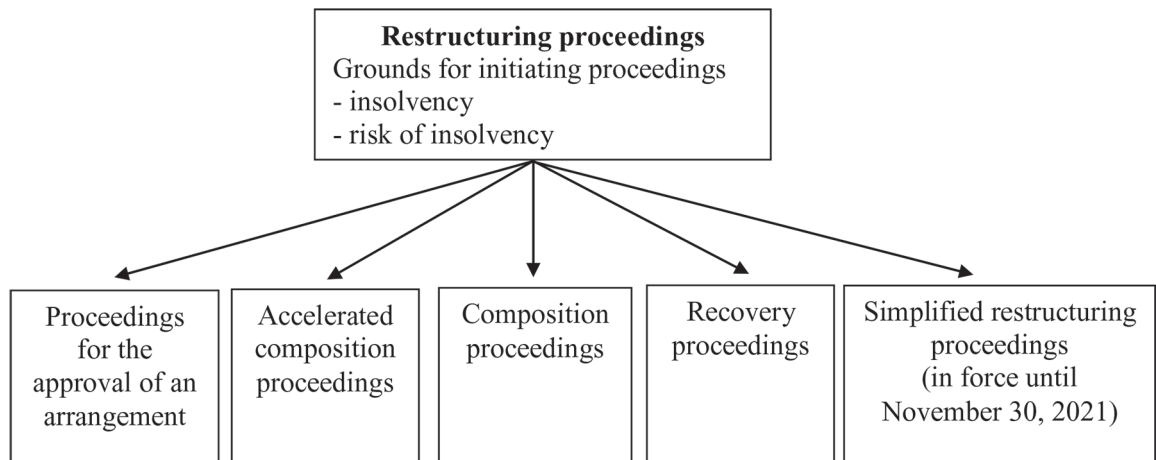 Restructuring proceedings
Grounds for initiating proceedings
- insolvency
- risk of insolvency
Proceedings
for the
approval of an
arrangement
Accelerated
composition
proceedings
Composition
proceedings
Recovery
proceedings
Simplified restructuring
proceedings
(in force until
November 30, 2021)